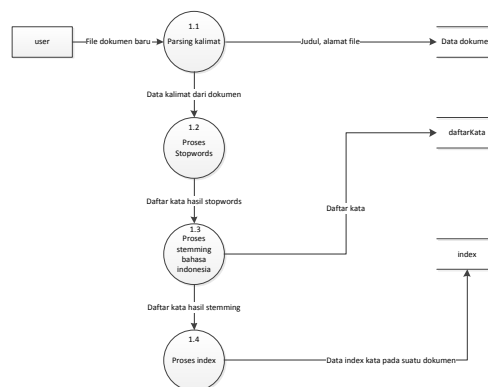 1.1
user
File dokumen baru
Parsing kalimat
Judul, alamat file
Data dokume
Data kalimat dari dokumen
1.2
Proses
Stopwords
daftarKata
Daftar kata hasil stopwords
Daftar kata
1.3
Proses
stemming
bahasa
indonesia
index
Daftar kata hasil stemming
1.4
Proses index
Data index kata pada suatu dokumen